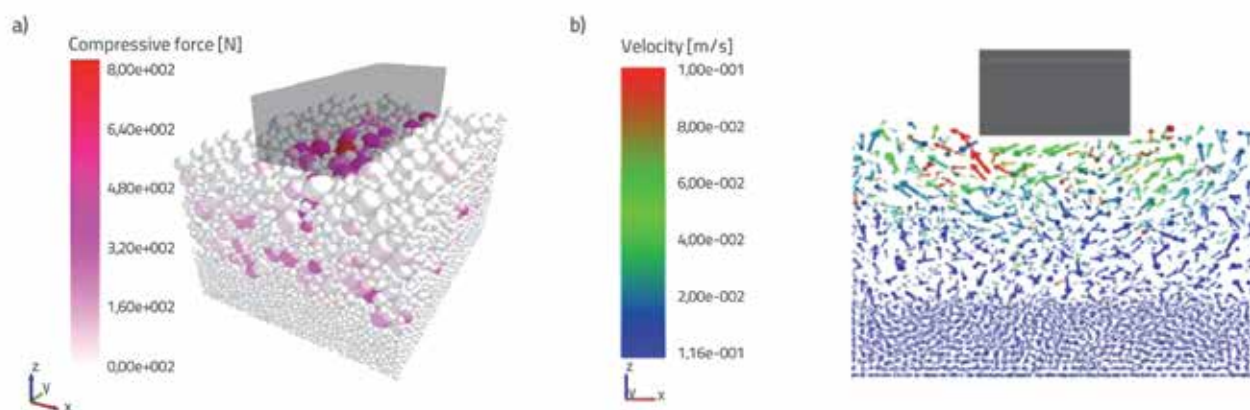 a)
Compressive force [N]
8,00e+002
6,40e+002
4,80e+002
3,20e+002
1,60e+002
0,00e+002
z
y
x
b)
Velocity [m/s]
1,00e-001
8,00e-002
6,00e-002
4,00e-002
2,00e-002
1,16e-001
z
y
x